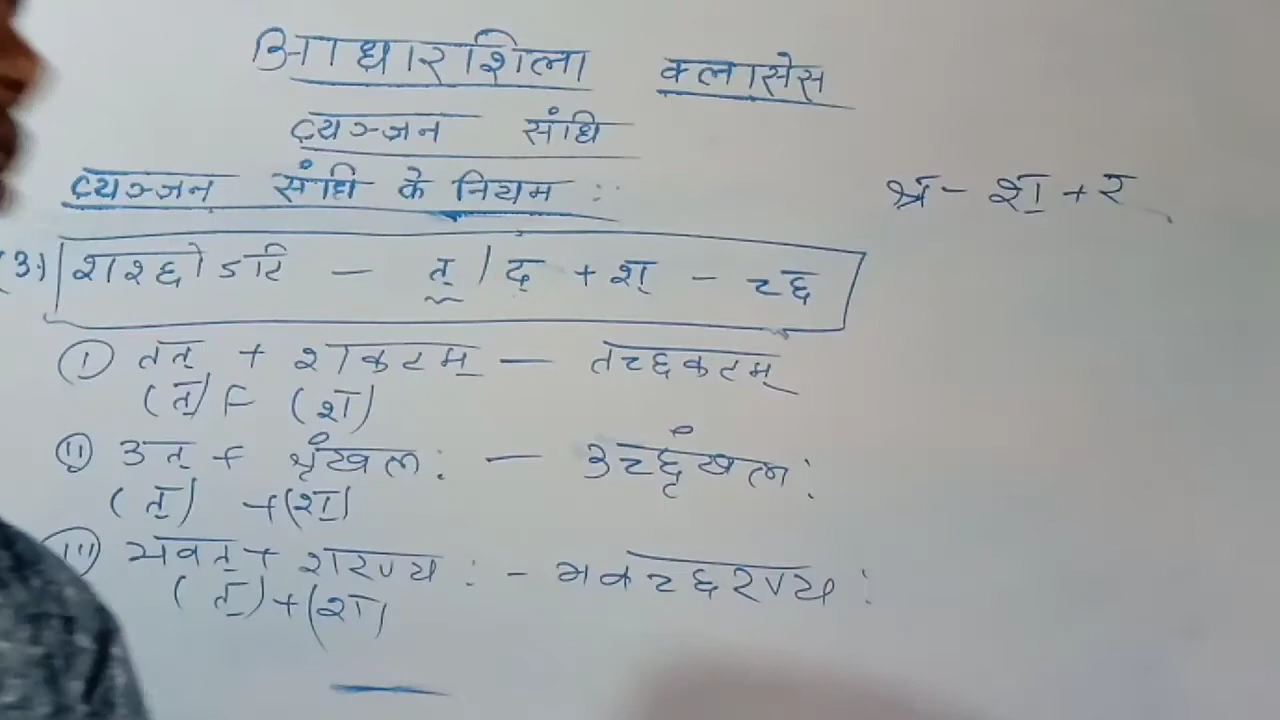 आधारशिला क्लासेस
व्यञ्जन संधि
व्यञ्जन संधि के नियम :
श्र - श् + र
(3.) शश्छोऽटि - त् / द् + श् - च्छ
(i) तत् + शकटम् - तच्छकटम्
(त्) + (श)
(ii) उत् + शृंखलः - उच्छृंखलः
(त्) + (श)
(iii) भवत् + शरण्यः - भवच्छरण्यः
(त्) + (श)